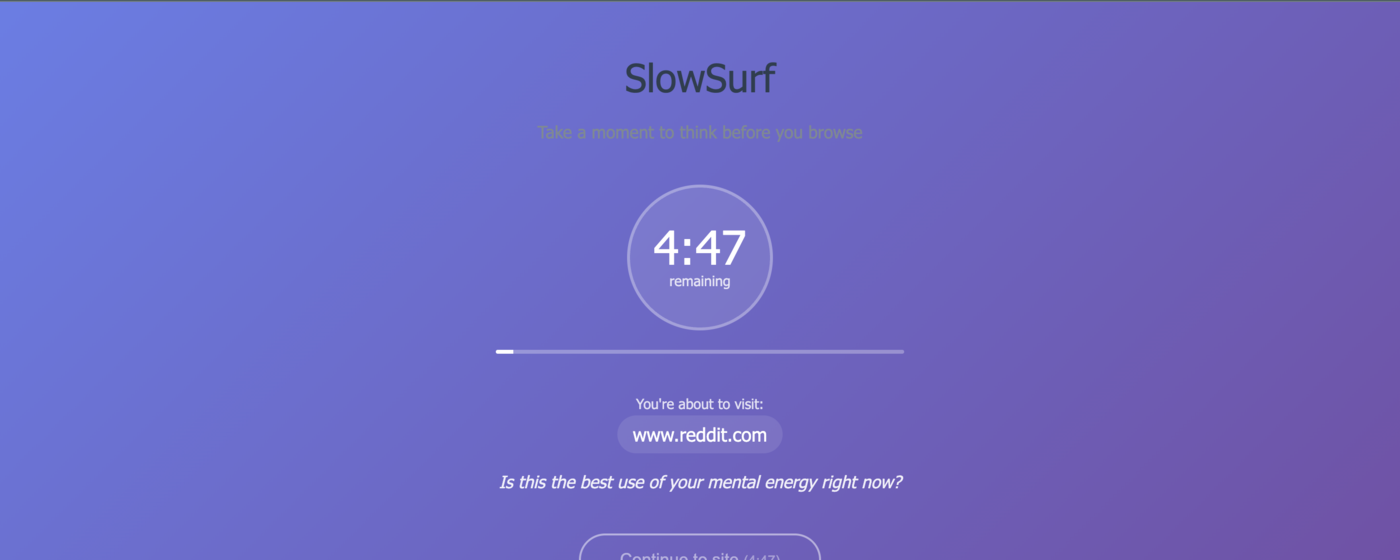 SlowSurf
Take a moment to think before you browse
4:47
remaining
You're about to visit:
www.reddit.com
Is this the best use of your mental energy right now?
Continue to site (4:47)